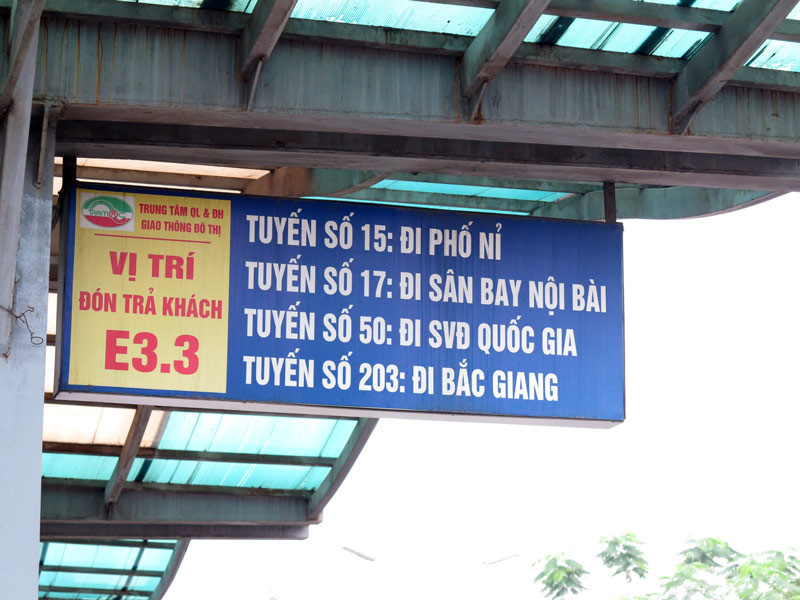 TRUNG TÂM QL & ĐH
GIAO THÔNG ĐÔ THỊ
VỊ TRÍ
ĐÓN TRẢ KHÁCH
E3.3
TUYẾN SỐ 15: ĐI PHỐ NỈ
TUYẾN SỐ 17: ĐI SÂN BAY NỘI BÀI
TUYẾN SỐ 50: ĐI SVĐ QUỐC GIA
TUYẾN SỐ 203: ĐI BẮC GIANG